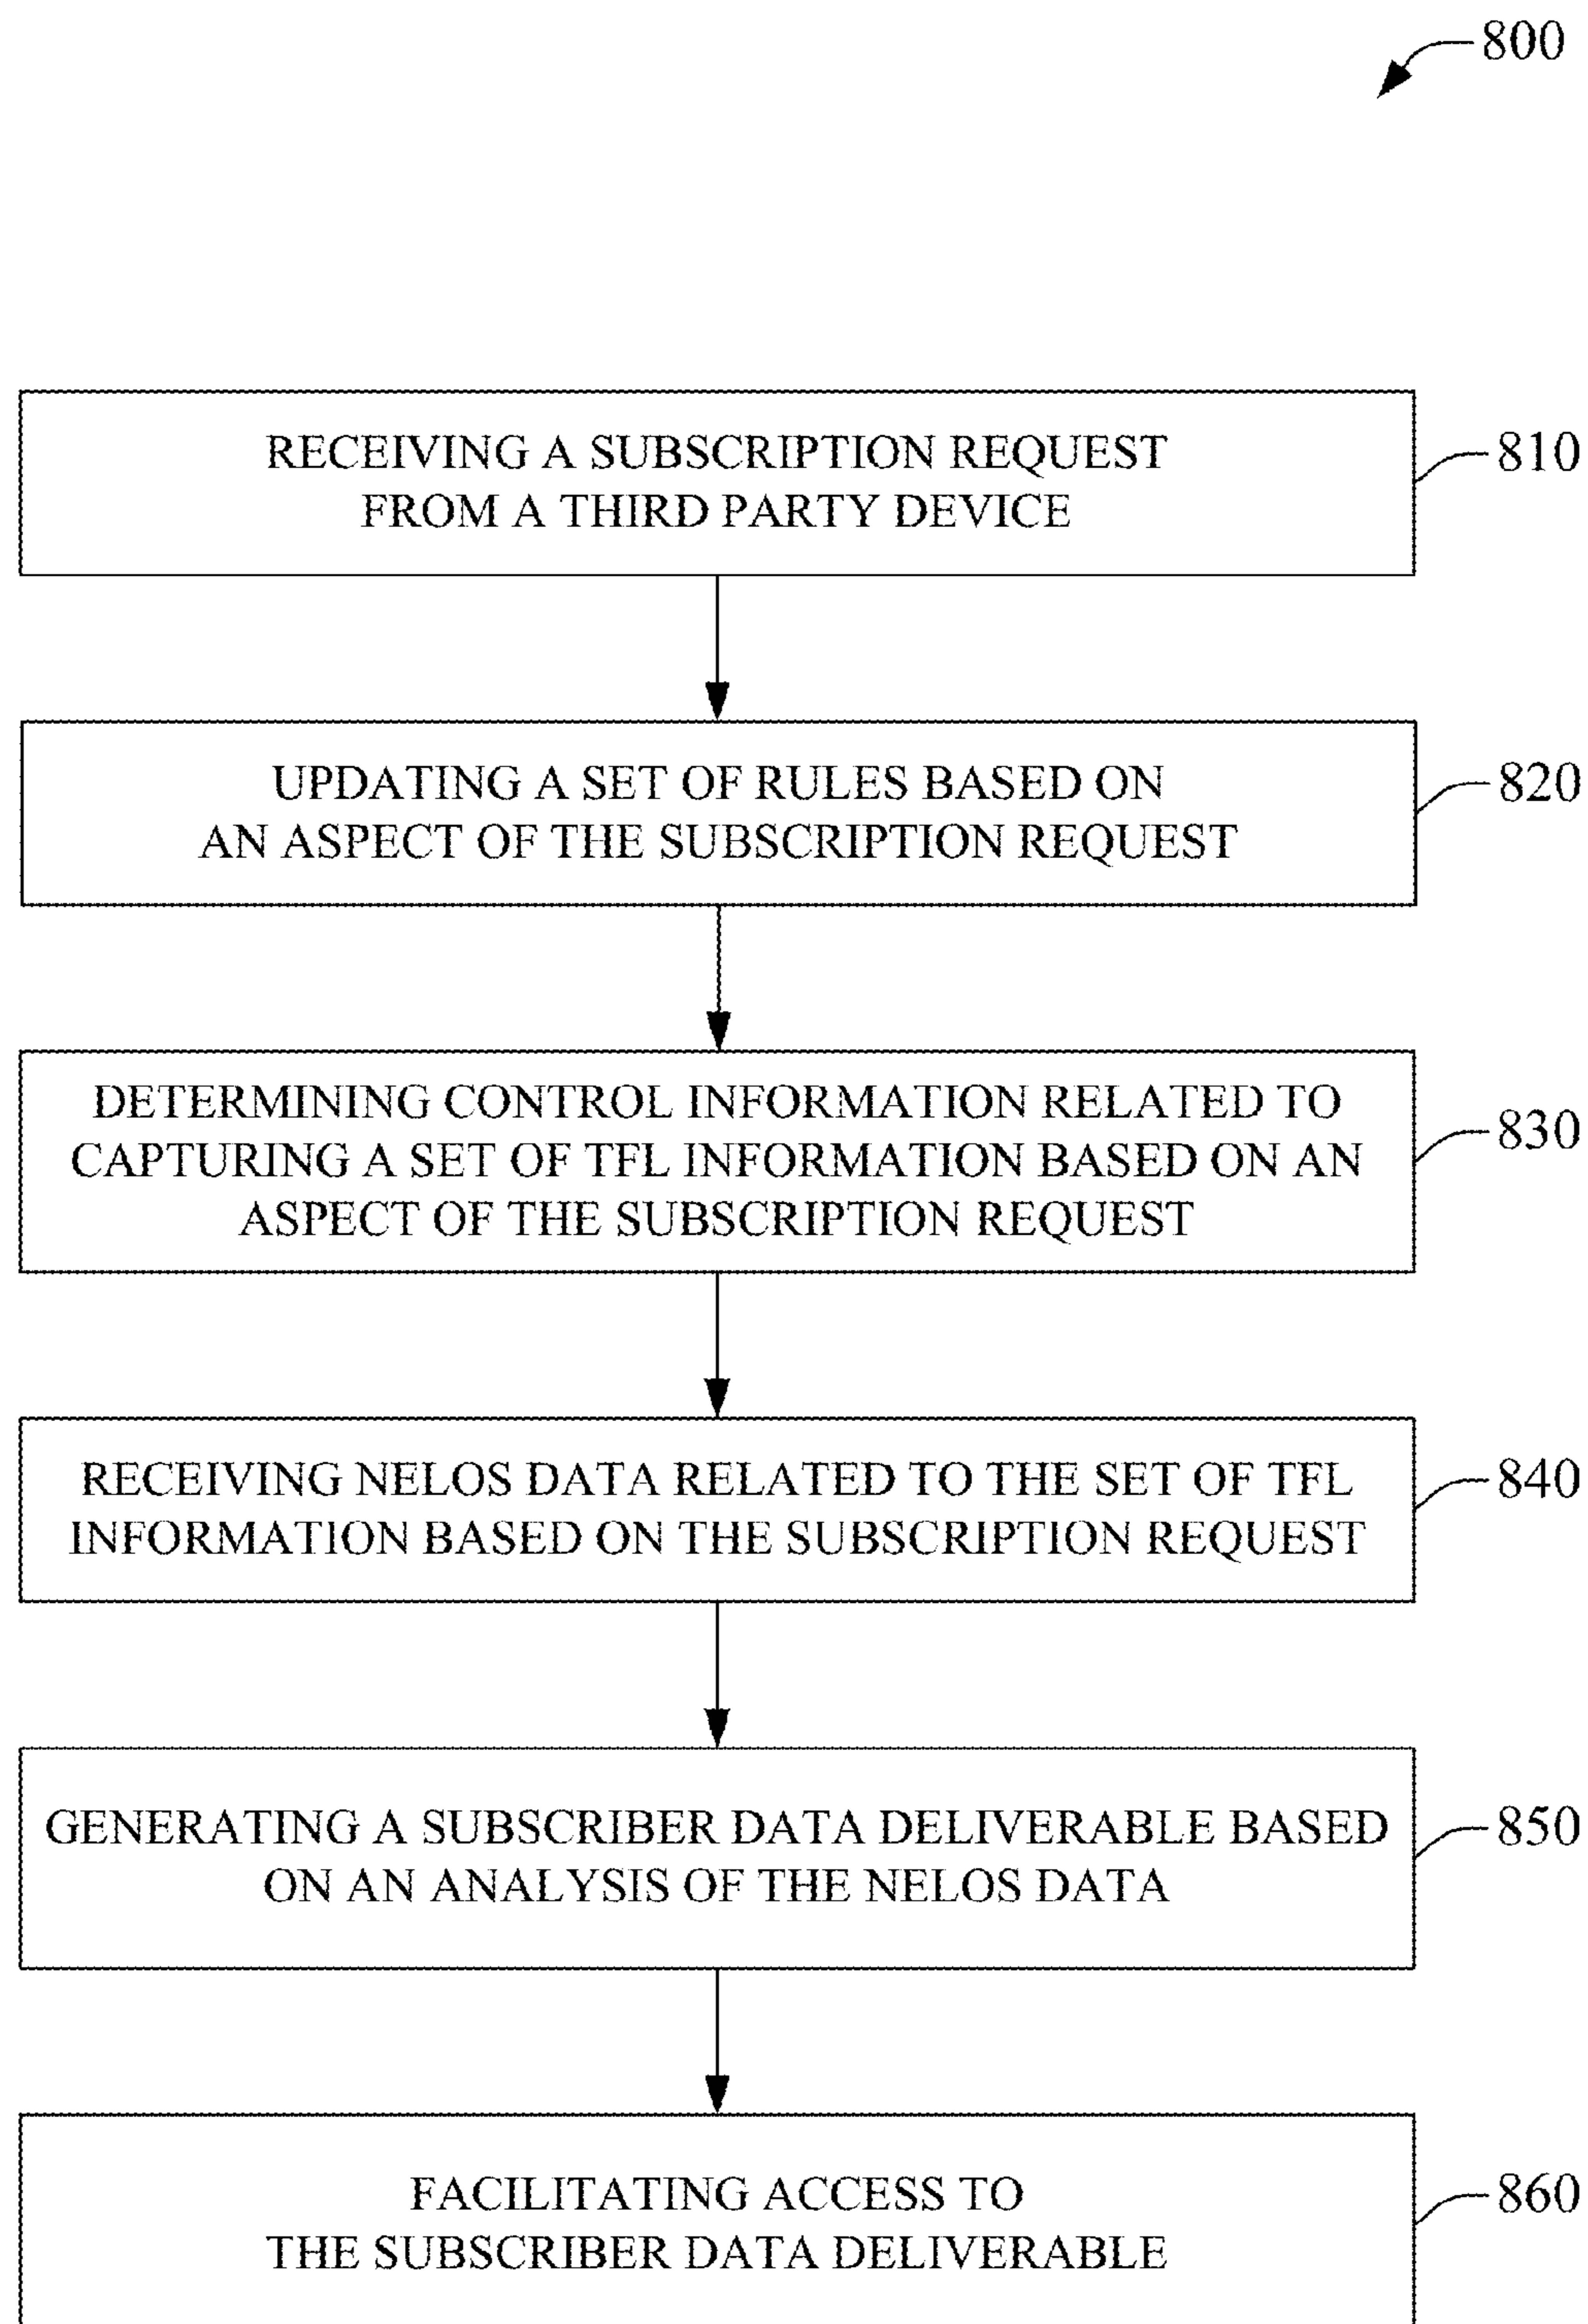 800
RECEIVING A SUBSCRIPTION REQUEST
FROM A THIRD PARTY DEVICE
810
UPDATING A SET OF RULES BASED ON
AN ASPECT OF THE SUBSCRIPTION REQUEST
820
DETERMINING CONTROL INFORMATION RELATED TO
CAPTURING A SET OF TFL INFORMATION BASED ON AN
ASPECT OF THE SUBSCRIPTION REQUEST
830
RECEIVING NELOS DATA RELATED TO THE SET OF TFL
INFORMATION BASED ON THE SUBSCRIPTION REQUEST
840
GENERATING A SUBSCRIBER DATA DELIVERABLE BASED
ON AN ANALYSIS OF THE NELOS DATA
850
FACILITATING ACCESS TO
THE SUBSCRIBER DATA DELIVERABLE
860